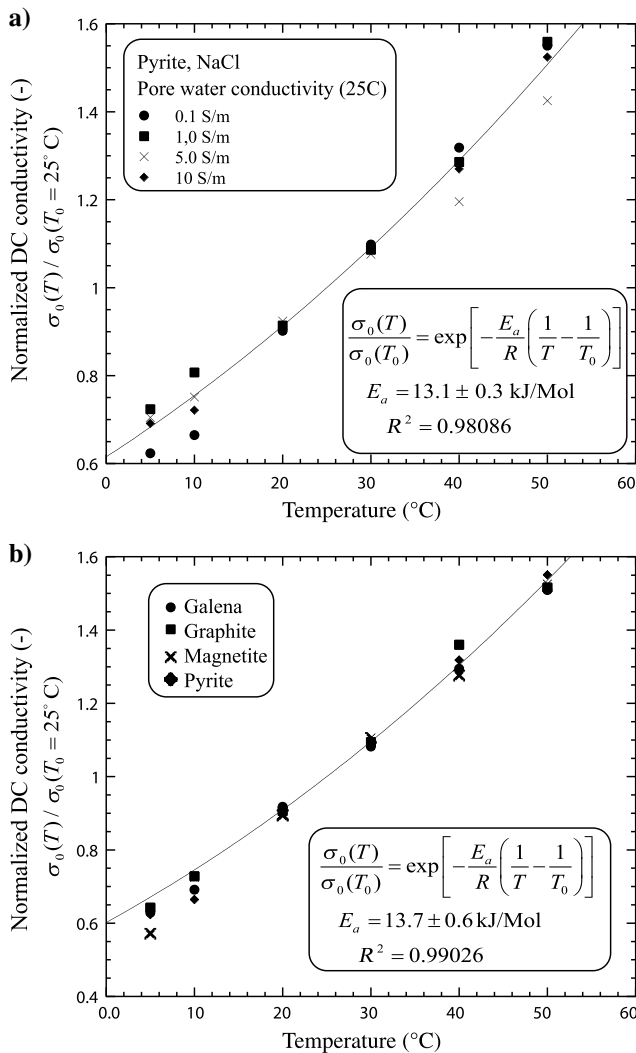 a)
1.6
1.4
1.2
1
0.8
0.6
Normalized DC conductivity (-)
σ₀(T) / σ₀(T₀ = 25°C)
Pyrite, NaCl
Pore water conductivity (25C)
0.1 S/m
1,0 S/m
5.0 S/m
10 S/m
σ₀(T)/σ₀(T₀) = exp[−Eₐ/R(1/T − 1/T₀)]
Eₐ = 13.1 ± 0.3 kJ/Mol
R² = 0.98086
0 10 20 30 40 50 60
Temperature (°C)
b)
1.6
1.4
1.2
1
0.8
0.6
0.4
Normalized DC conductivity (-)
σ₀(T) / σ₀(T₀ = 25°C)
Galena
Graphite
Magnetite
Pyrite
σ₀(T)/σ₀(T₀) = exp[−Eₐ/R(1/T − 1/T₀)]
Eₐ = 13.7 ± 0.6 kJ/Mol
R² = 0.99026
0.0 10 20 30 40 50 60
Temperature (°C)